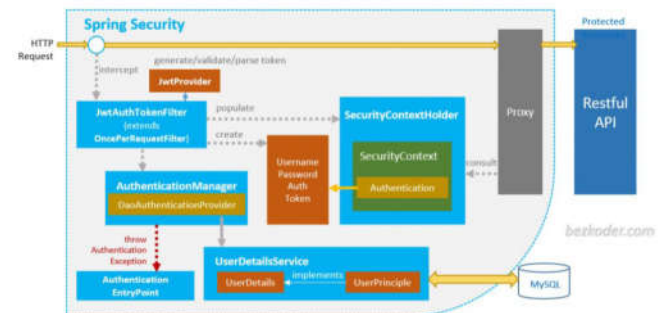 Spring Security
Protected
HTTP
Request
generate/validate/parse token
intercept
JwtProvider
JwtAuthTokenFilter
(extends
OncePerRequestFilter)
populate
create
SecurityContextHolder
SecurityContext
Authentication
Username
Password
Auth
Token
Proxy
Restful
API
consult
AuthenticationManager
DaoAuthenticationProvider
bezkoder.com
throw
Authentication
Exception
UserDetailsService
UserDetails
implements
UserPrinciple
Authentication
EntryPoint
MySQL